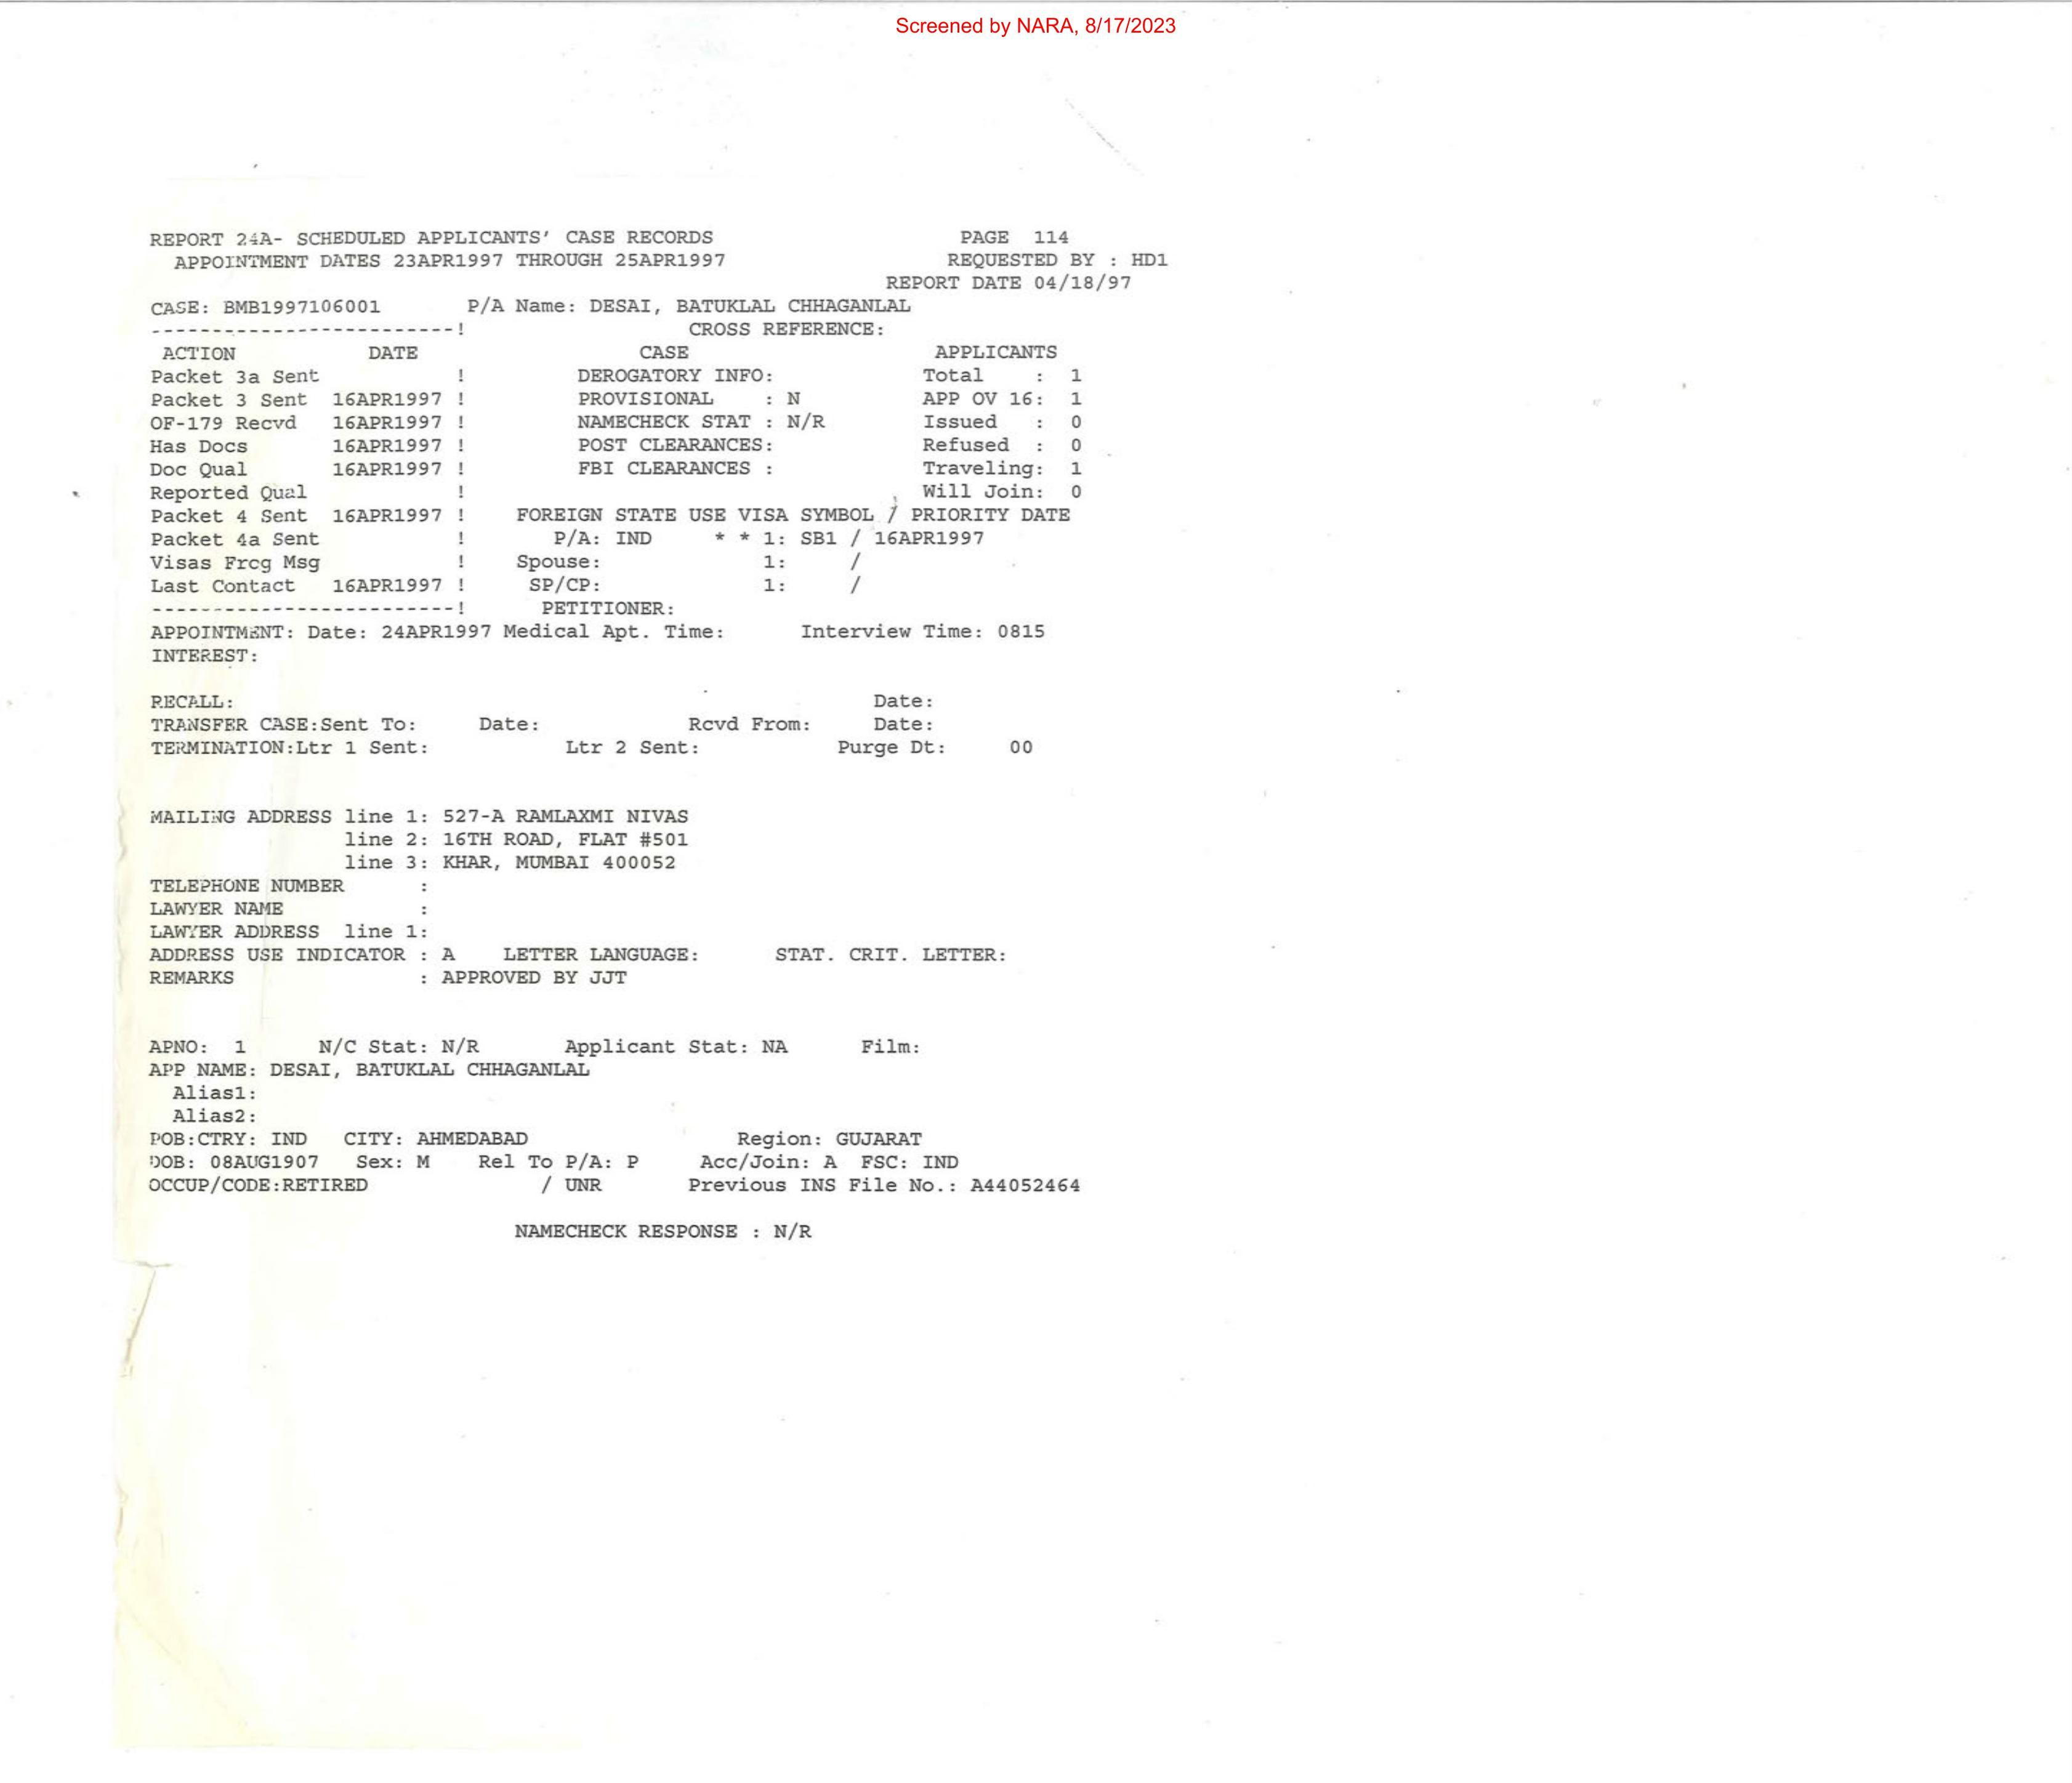 Screened by NARA, 8/17/2023
REPORT 24A- SCHEDULED APPLICANTS' CASE RECORDS PAGE 114
APPOINTMENT DATES 23APR1997 THROUGH 25APR1997 REQUESTED BY : HD1
REPORT DATE 04/18/97
CASE: BMB1997106001 P/A Name: DESAI, BATUKLAL CHHAGANLAL
-------------------------! CROSS REFERENCE:
ACTION DATE CASE APPLICANTS
Packet 3a Sent ! DEROGATORY INFO: Total : 1
Packet 3 Sent 16APR1997 ! PROVISIONAL : N APP OV 16: 1
OF-179 Recvd 16APR1997 ! NAMECHECK STAT : N/R Issued : 0
Has Docs 16APR1997 ! POST CLEARANCES: Refused : 0
Doc Qual 16APR1997 ! FBI CLEARANCES : Traveling: 1
Reported Qual ! Will Join: 0
Packet 4 Sent 16APR1997 ! FOREIGN STATE USE VISA SYMBOL / PRIORITY DATE
Packet 4a Sent ! P/A: IND * * 1: SB1 / 16APR1997
Visas Frcg Msg ! Spouse: 1: /
Last Contact 16APR1997 ! SP/CP: 1: /
-------------------------! PETITIONER:
APPOINTMENT: Date: 24APR1997 Medical Apt. Time: Interview Time: 0815
INTEREST:
RECALL: Date:
TRANSFER CASE:Sent To: Date: Rcvd From: Date:
TERMINATION:Ltr 1 Sent: Ltr 2 Sent: Purge Dt: 00
MAILING ADDRESS line 1: 527-A RAMLAXMI NIVAS
line 2: 16TH ROAD, FLAT #501
line 3: KHAR, MUMBAI 400052
TELEPHONE NUMBER :
LAWYER NAME :
LAWYER ADDRESS line 1:
ADDRESS USE INDICATOR : A LETTER LANGUAGE: STAT. CRIT. LETTER:
REMARKS : APPROVED BY JJT
APNO: 1 N/C Stat: N/R Applicant Stat: NA Film:
APP NAME: DESAI, BATUKLAL CHHAGANLAL
Alias1:
Alias2:
POB:CTRY: IND CITY: AHMEDABAD Region: GUJARAT
DOB: 08AUG1907 Sex: M Rel To P/A: P Acc/Join: A FSC: IND
OCCUP/CODE:RETIRED / UNR Previous INS File No.: A44052464
NAMECHECK RESPONSE : N/R